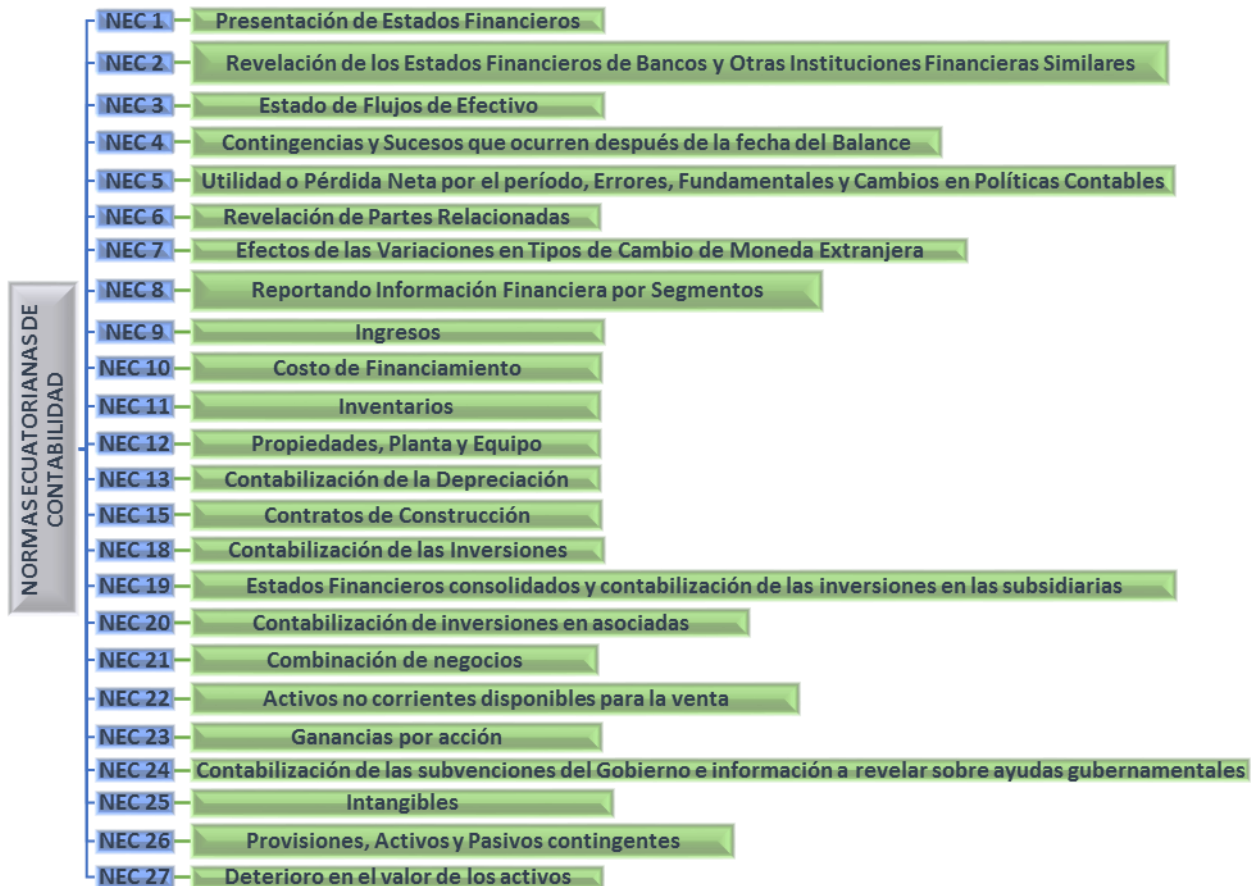 NORMAS ECUATORIANAS DE
CONTABILIDAD
NEC 1 Presentación de Estados Financieros
NEC 2 Revelación de los Estados Financieros de Bancos y Otras Instituciones Financieras Similares
NEC 3 Estado de Flujos de Efectivo
NEC 4 Contingencias y Sucesos que ocurren después de la fecha del Balance
NEC 5 Utilidad o Pérdida Neta por el período, Errores, Fundamentales y Cambios en Políticas Contables
NEC 6 Revelación de Partes Relacionadas
NEC 7 Efectos de las Variaciones en Tipos de Cambio de Moneda Extranjera
NEC 8 Reportando Información Financiera por Segmentos
NEC 9 Ingresos
NEC 10 Costo de Financiamiento
NEC 11 Inventarios
NEC 12 Propiedades, Planta y Equipo
NEC 13 Contabilización de la Depreciación
NEC 15 Contratos de Construcción
NEC 18 Contabilización de las Inversiones
NEC 19 Estados Financieros consolidados y contabilización de las inversiones en las subsidiarias
NEC 20 Contabilización de inversiones en asociadas
NEC 21 Combinación de negocios
NEC 22 Activos no corrientes disponibles para la venta
NEC 23 Ganancias por acción
NEC 24 Contabilización de las subvenciones del Gobierno e información a revelar sobre ayudas gubernamentales
NEC 25 Intangibles
NEC 26 Provisiones, Activos y Pasivos contingentes
NEC 27 Deterioro en el valor de los activos